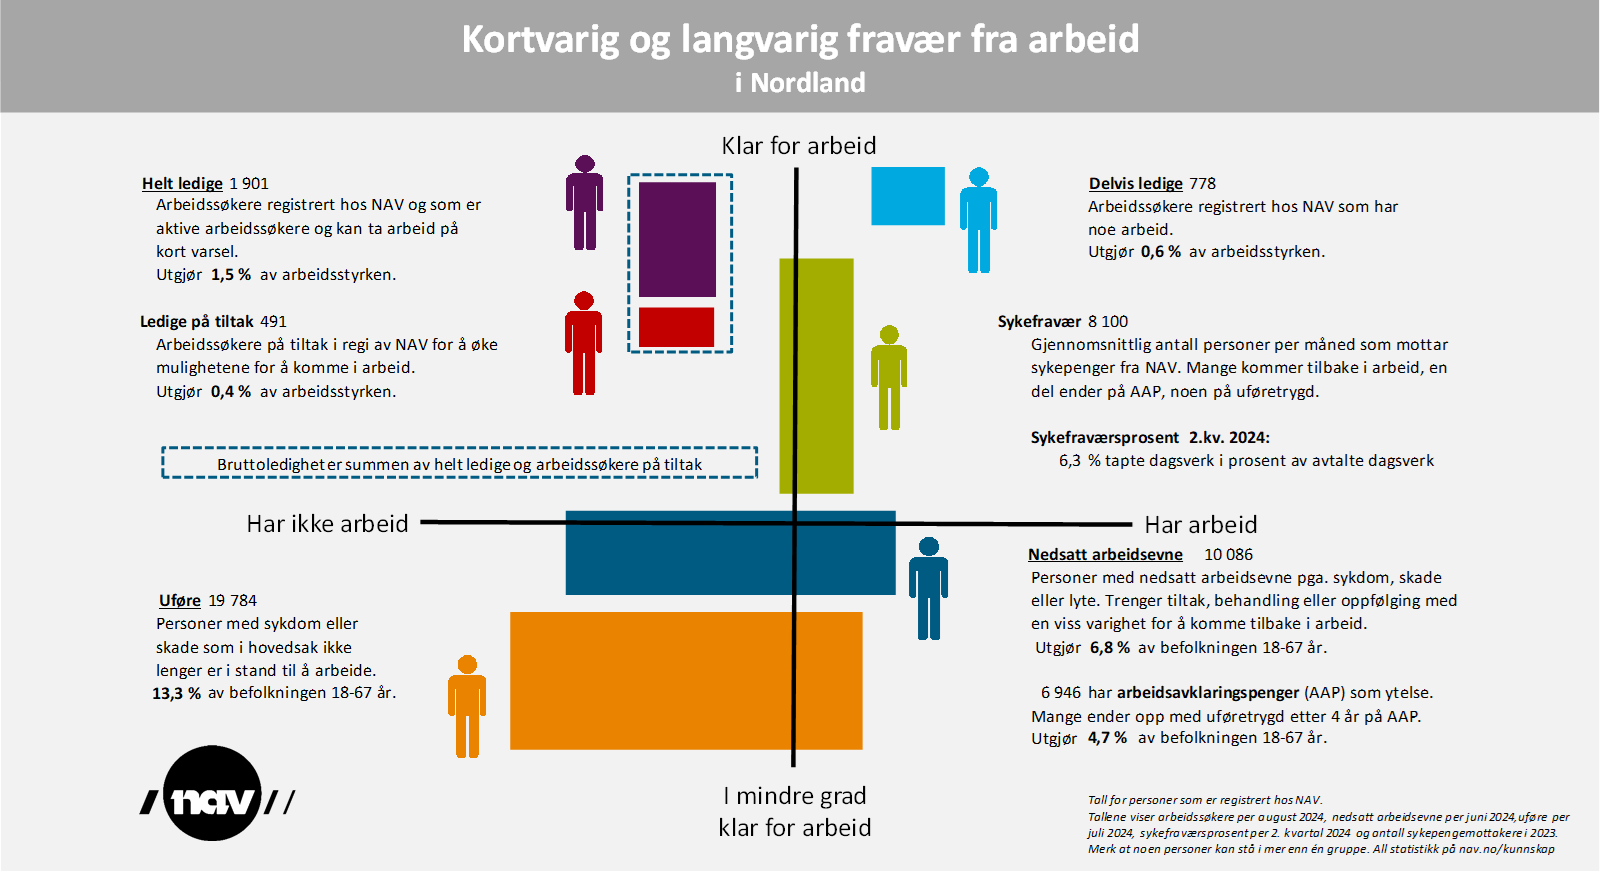 Kortvarig og langvarig fravær fra arbeid
i Nordland
Klar for arbeid
Helt ledige 1 901
Arbeidssøkere registrert hos NAV og som er
aktive arbeidssøkere og kan ta arbeid på
kort varsel.
Utgjør 1,5 % av arbeidsstyrken.
Ledige på tiltak 491
Arbeidssøkere på tiltak i regi av NAV for å øke
mulighetene for å komme i arbeid.
Utgjør 0,4 % av arbeidsstyrken.
Bruttoledighet er summen av helt ledige og arbeidssøkere på tiltak
Delvis ledige 778
Arbeidssøkere registrert hos NAV som har
noe arbeid.
Utgjør 0,6 % av arbeidsstyrken.
Sykefravær 8 100
Gjennomsnittlig antall personer per måned som mottar
sykepenger fra NAV. Mange kommer tilbake i arbeid, en
del ender på AAP, noen på uføretrygd.
Sykefraværsprosent 2.kv. 2024:
6,3 % tapte dagsverk i prosent av avtalte dagsverk
Har ikke arbeid
Har arbeid
Uføre 19 784
Personer med sykdom eller
skade som i hovedsak ikke
lenger er i stand til å arbeide.
13,3 % av befolkningen 18-67 år.
Nedsatt arbeidsevne 10 086
Personer med nedsatt arbeidsevne pga. sykdom, skade
eller lyte. Trenger tiltak, behandling eller oppfølging med
en viss varighet for å komme tilbake i arbeid.
Utgjør 6,8 % av befolkningen 18-67 år.
6 946 har arbeidsavklaringspenger (AAP) som ytelse.
Mange ender opp med uføretrygd etter 4 år på AAP.
Utgjør 4,7 % av befolkningen 18-67 år.
nav
I mindre grad
klar for arbeid
Tall for personer som er registrert hos NAV.
Tallene viser arbeidssøkere per august 2024, nedsatt arbeidsevne per juni 2024,uføre per
juli 2024, sykefraværsprosent per 2. kvartal 2024 og antall sykepengemottakere i 2023.
Merk at noen personer kan stå i mer enn én gruppe. All statistikk på nav.no/kunnskap